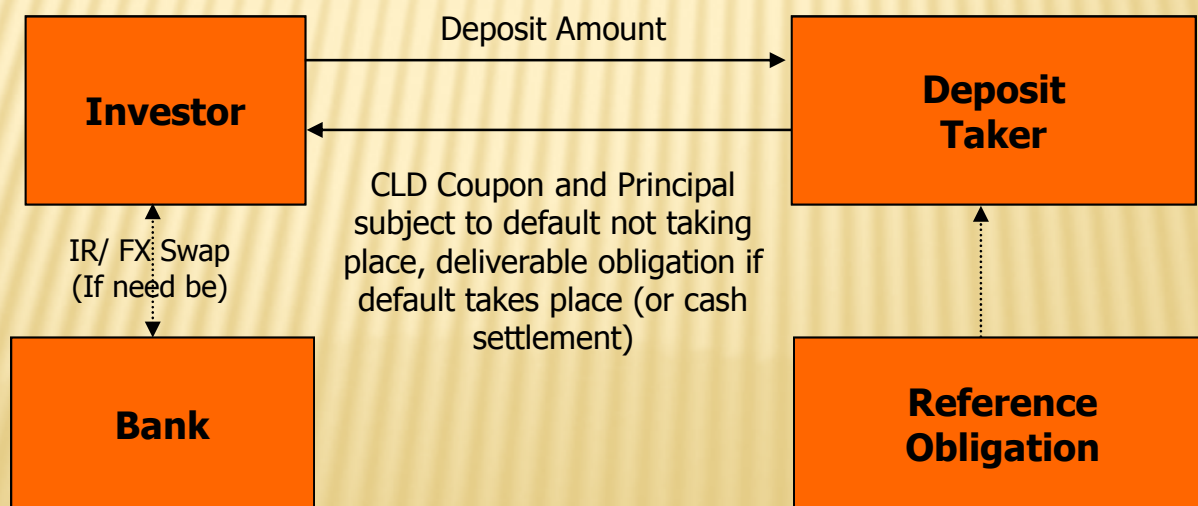 Deposit Amount
Investor
Deposit
Taker
CLD Coupon and Principal
subject to default not taking
place, deliverable obligation if
default takes place (or cash
settlement)
IR/ FX Swap
(If need be)
Bank
Reference
Obligation